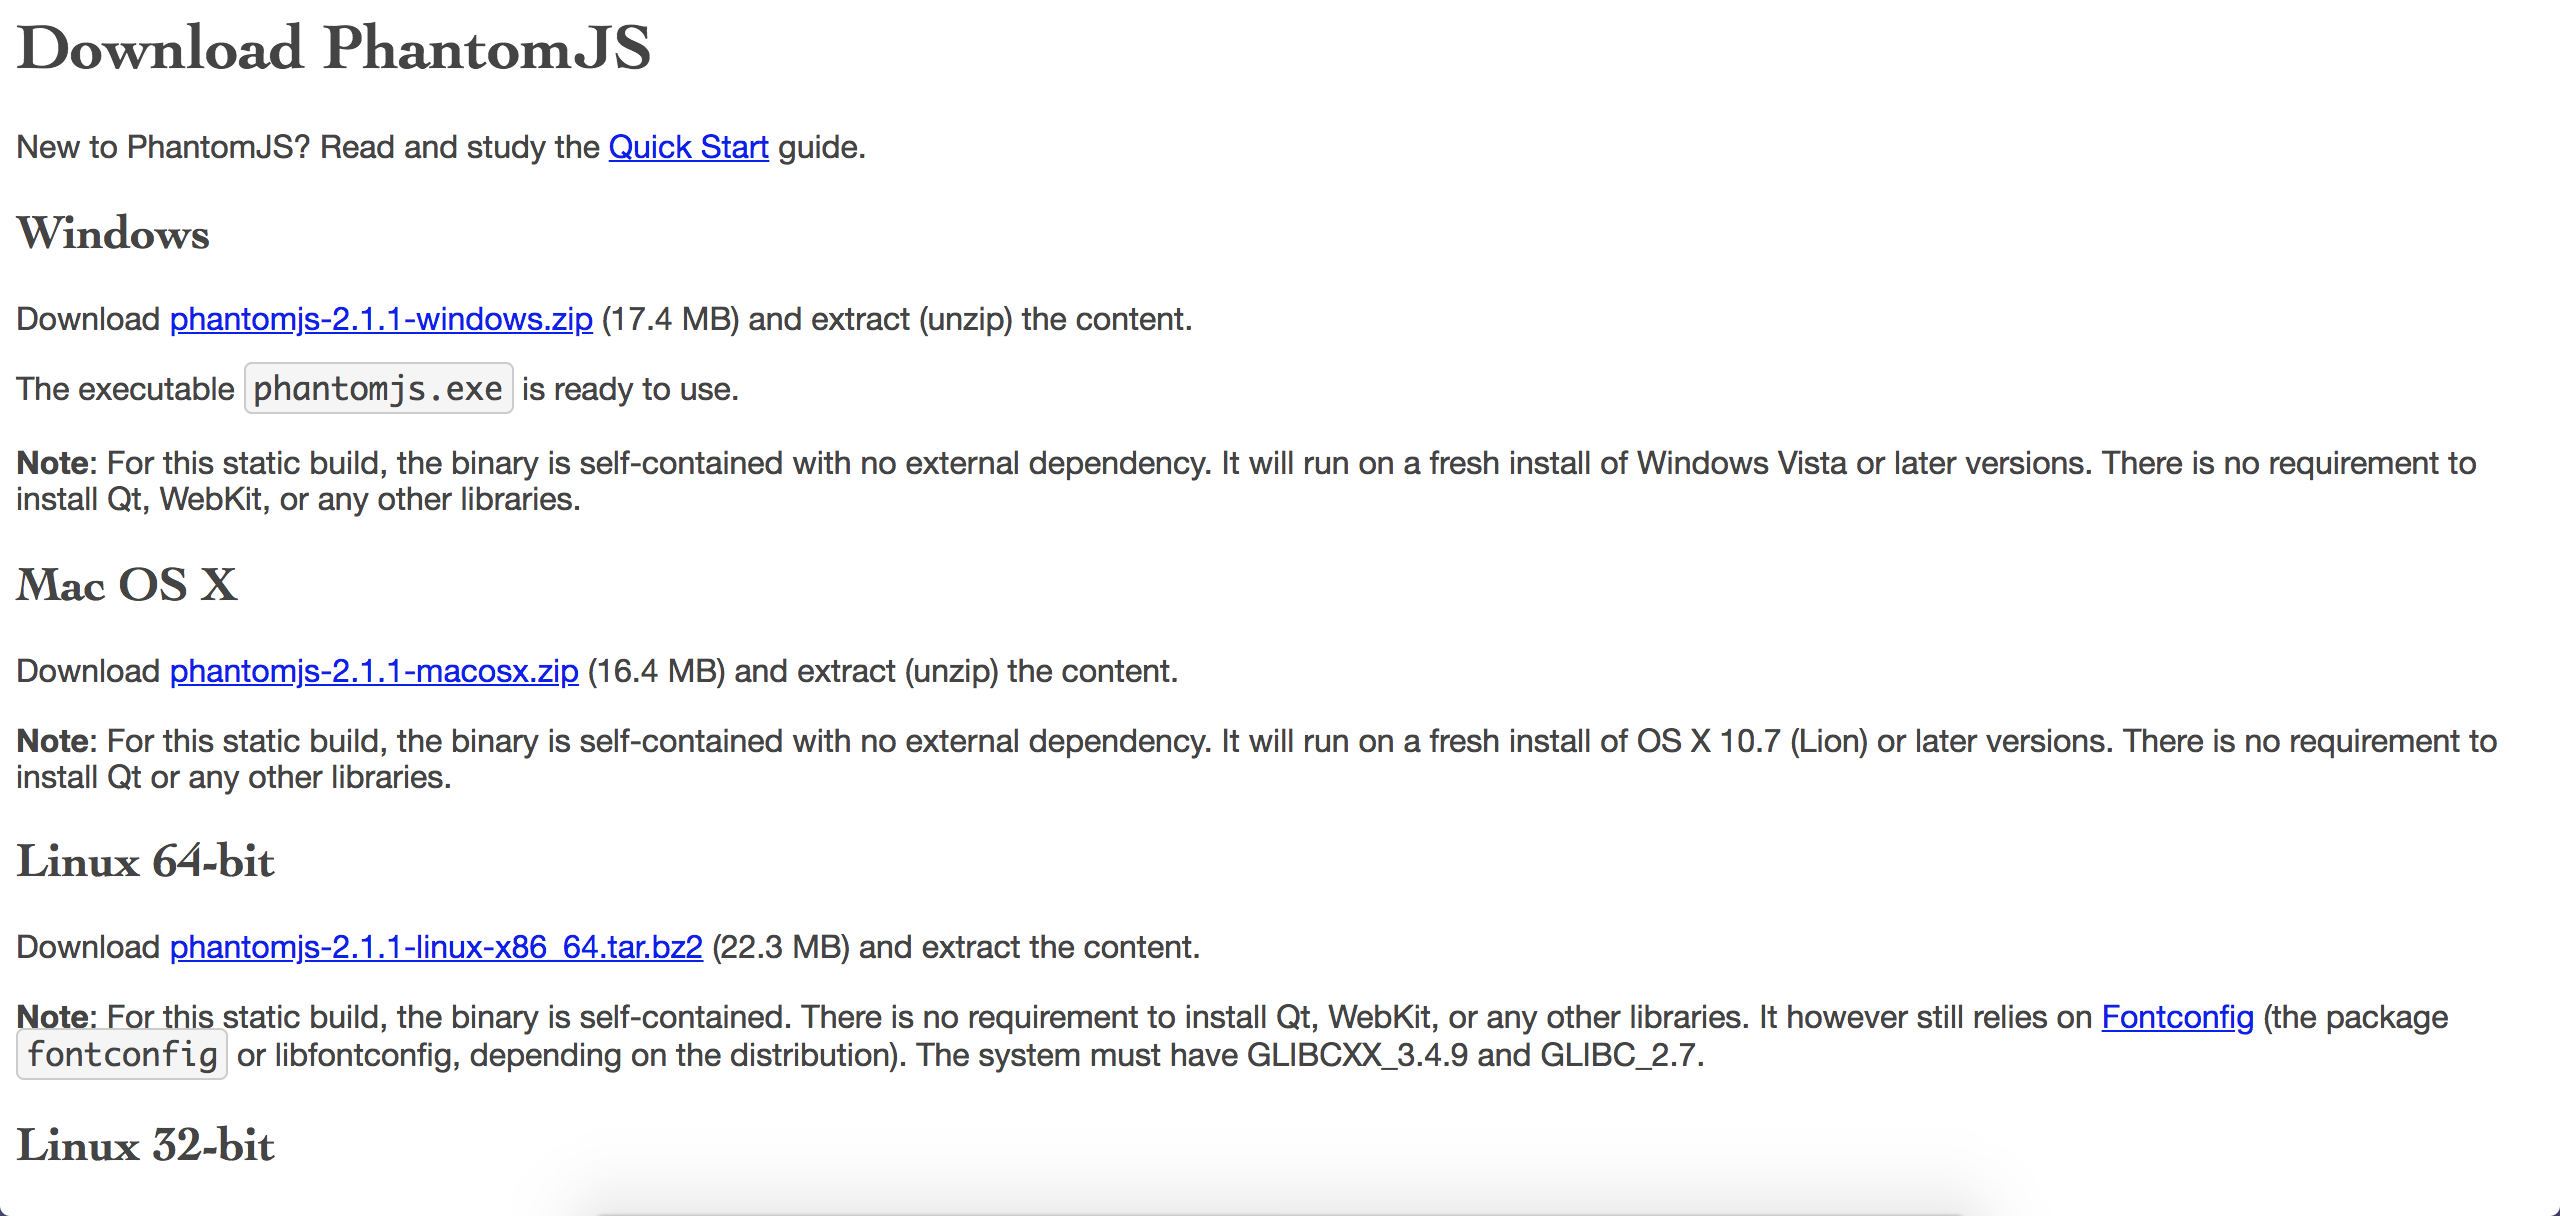 Download PhantomJS
New to PhantomJS? Read and study the Quick Start guide.
Windows
Download phantomjs-2.1.1-windows.zip (17.4 MB) and extract (unzip) the content.
The executable phantomjs.exe is ready to use.
Note: For this static build, the binary is self-contained with no external dependency. It will run on a fresh install of Windows Vista or later versions. There is no requirement to
install Qt, WebKit, or any other libraries.
Mac OS X
Download phantomjs-2.1.1-macosx.zip (16.4 MB) and extract (unzip) the content.
Note: For this static build, the binary is self-contained with no external dependency. It will run on a fresh install of OS X 10.7 (Lion) or later versions. There is no requirement to
install Qt or any other libraries.
Linux 64-bit
Download phantomjs-2.1.1-linux-x86_64.tar.bz2 (22.3 MB) and extract the content.
Note: For this static build, the binary is self-contained. There is no requirement to install Qt, WebKit, or any other libraries. It however still relies on Fontconfig (the package
fontconfig or libfontconfig, depending on the distribution). The system must have GLIBCXX_3.4.9 and GLIBC_2.7.
Linux 32-bit